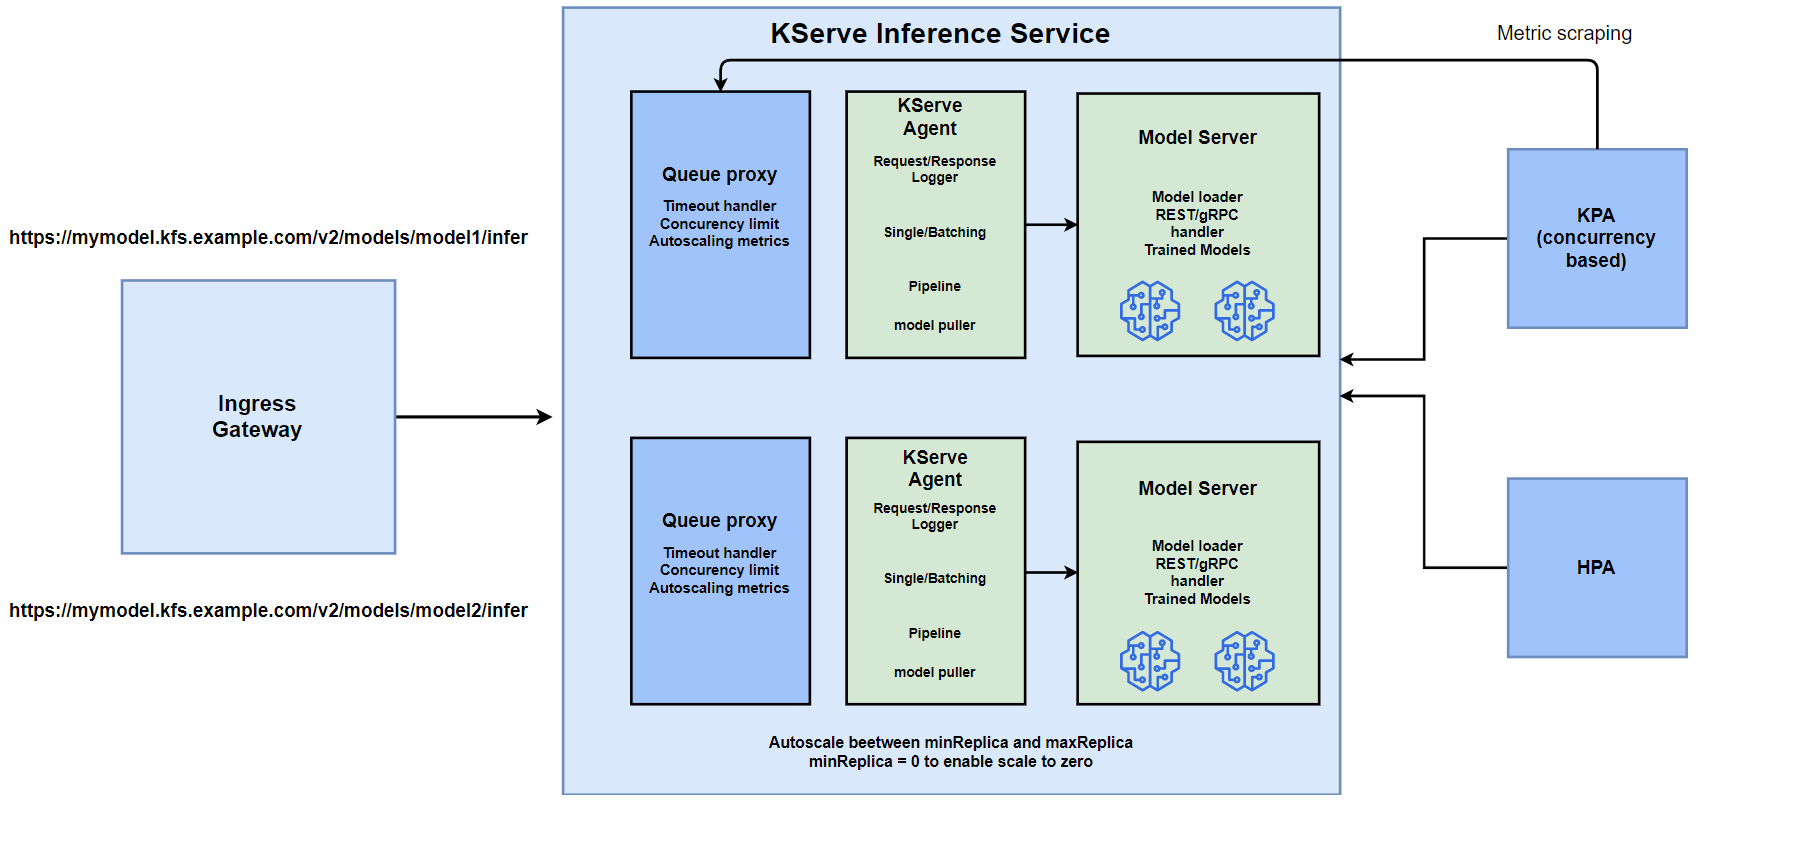 KServe Inference Service
Metric scraping
https://mymodel.kfs.example.com/v2/models/model1/infer
Ingress
Gateway
https://mymodel.kfs.example.com/v2/models/model2/infer
Queue proxy
Timeout handler
Concurency limit
Autoscaling metrics
KServe
Agent
Request/Response
Logger
Single/Batching
Pipeline
model puller
Model Server
Model loader
REST/gRPC
handler
Trained Models
Queue proxy
Timeout handler
Concurency limit
Autoscaling metrics
KServe
Agent
Request/Response
Logger
Single/Batching
Pipeline
model puller
Model Server
Model loader
REST/gRPC
handler
Trained Models
Autoscale beetween minReplica and maxReplica
minReplica = 0 to enable scale to zero
KPA
(concurrency
based)
HPA